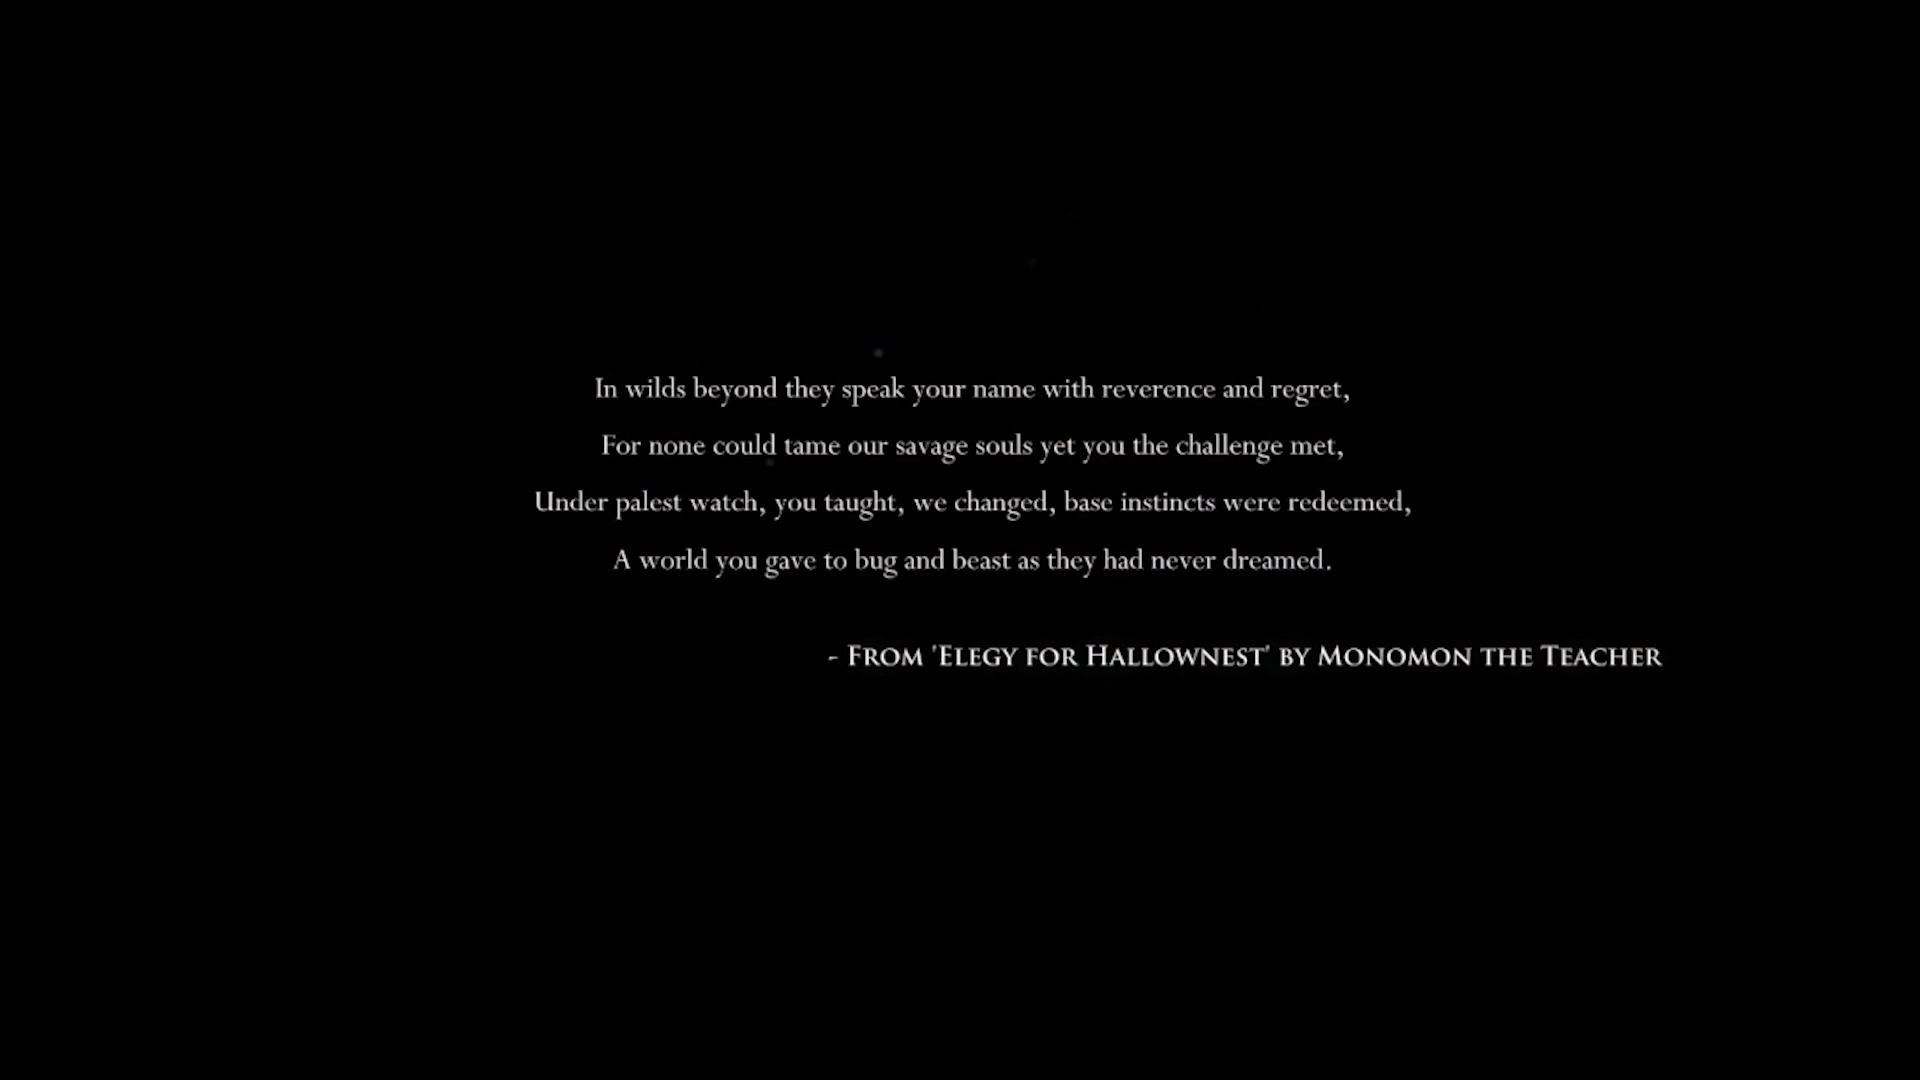 In wilds beyond they speak your name with reverence and regret,
For none could tame our savage souls yet you the challenge met,
Under palest watch, you taught, we changed, base instincts were redeemed,
A world you gave to bug and beast as they had never dreamed.
- From 'Elegy for Hallownest' by Monomon the Teacher